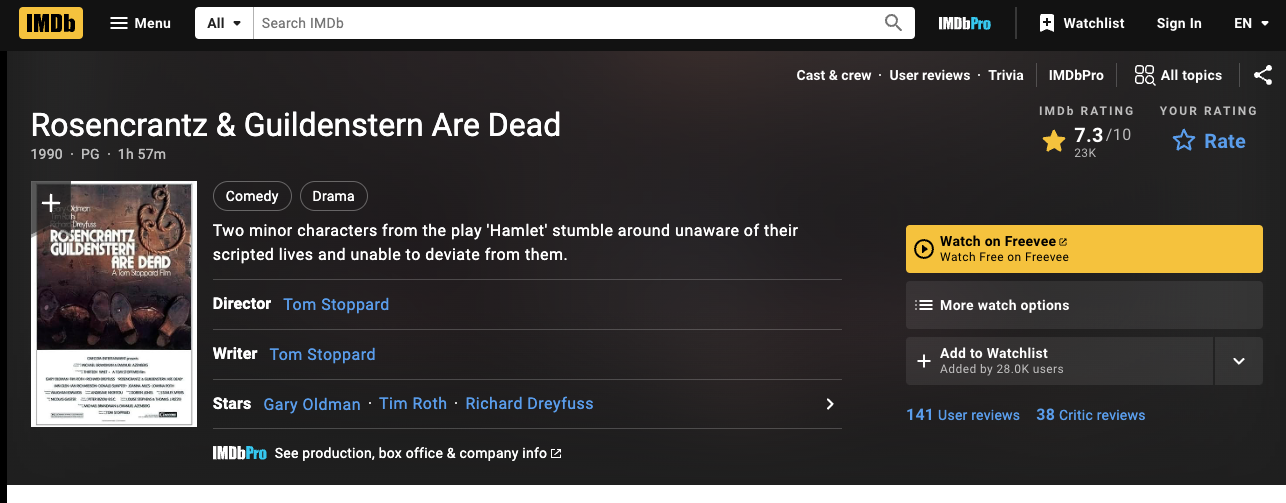 IMDb Menu All Search IMDb IMDbPro Watchlist Sign In EN
Cast & crew · User reviews · Trivia IMDbPro All topics
IMDb RATING YOUR RATING
Rosencrantz & Guildenstern Are Dead
7.3/10 Rate
1990 · PG · 1h 57m
23K
Gary Oldman
Tim Roth
Richard Dreyfuss
ROSENCRANTZ
GUILDENSTERN
ARE DEAD
A Tom Stoppard Film
Comedy Drama
Two minor characters from the play 'Hamlet' stumble around unaware of their
scripted lives and unable to deviate from them.
Director Tom Stoppard
Writer Tom Stoppard
Stars Gary Oldman · Tim Roth · Richard Dreyfuss
IMDbPro See production, box office & company info
Watch on Freevee
Watch Free on Freevee
More watch options
Add to Watchlist
Added by 28.0K users
141 User reviews 38 Critic reviews